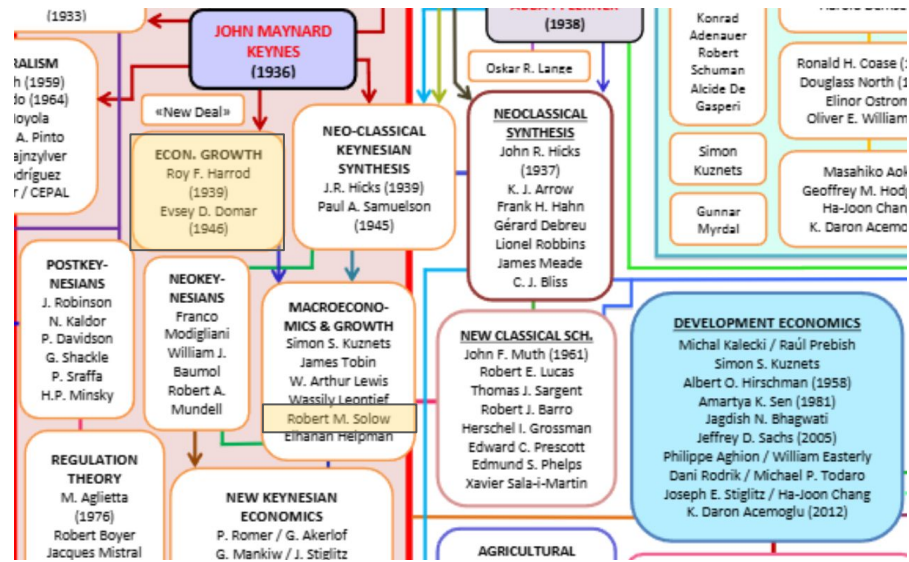 (1933)
JOHN MAYNARD
KEYNES
(1936)
(1938)
Oskar R. Lange
«New Deal»
RALISM
(1959)
(1964)
A. Pinto
/ CEPAL
ECON. GROWTH
Roy F. Harrod
(1939)
Evsey D. Domar
(1946)
NEO-CLASSICAL
KEYNESIAN
SYNTHESIS
J.R. Hicks (1939)
Paul A. Samuelson
(1945)
NEOCLASSICAL
SYNTHESIS
John R. Hicks
(1937)
K. J. Arrow
Frank H. Hahn
Gérard Debreu
Lionel Robbins
James Meade
C. J. Bliss
Konrad
Adenauer
Robert
Schuman
Alcide De
Gasperi
Simon
Kuznets
Gunnar
Myrdal
Ronald H. Coase
Douglass North
Elinor Ostrom
Oliver E. William
Masahiko Aok
Geoffrey M. Hodg
Ha-Joon Chan
K. Daron Acemo
POSTKEY-
NESIANS
J. Robinson
N. Kaldor
P. Davidson
G. Shackle
P. Sraffa
H.P. Minsky
NEOKEY-
NESIANS
Franco
Modigliani
William J.
Baumol
Robert A.
Mundell
MACROECONO-
MICS & GROWTH
Simon S. Kuznets
James Tobin
W. Arthur Lewis
Wassily Leontief
Robert M. Solow
Elhanan Helpman
NEW CLASSICAL SCH.
John F. Muth (1961)
Robert E. Lucas
Thomas J. Sargent
Robert J. Barro
Herschel I. Grossman
Edward C. Prescott
Edmund S. Phelps
Xavier Sala-i-Martin
DEVELOPMENT ECONOMICS
Michal Kalecki / Raúl Prebish
Simon S. Kuznets
Albert O. Hirschman (1958)
Amartya K. Sen (1981)
Jagdish N. Bhagwati
Jeffrey D. Sachs (2005)
Philippe Aghion / William Easterly
Dani Rodrik / Michael P. Todaro
Joseph E. Stiglitz / Ha-Joon Chang
K. Daron Acemoglu (2012)
REGULATION
THEORY
M. Aglietta
(1976)
Robert Boyer
Jacques Mistral
NEW KEYNESIAN
ECONOMICS
P. Romer / G. Akerlof
G. Mankiw / J. Stiglitz
AGRICULTURAL